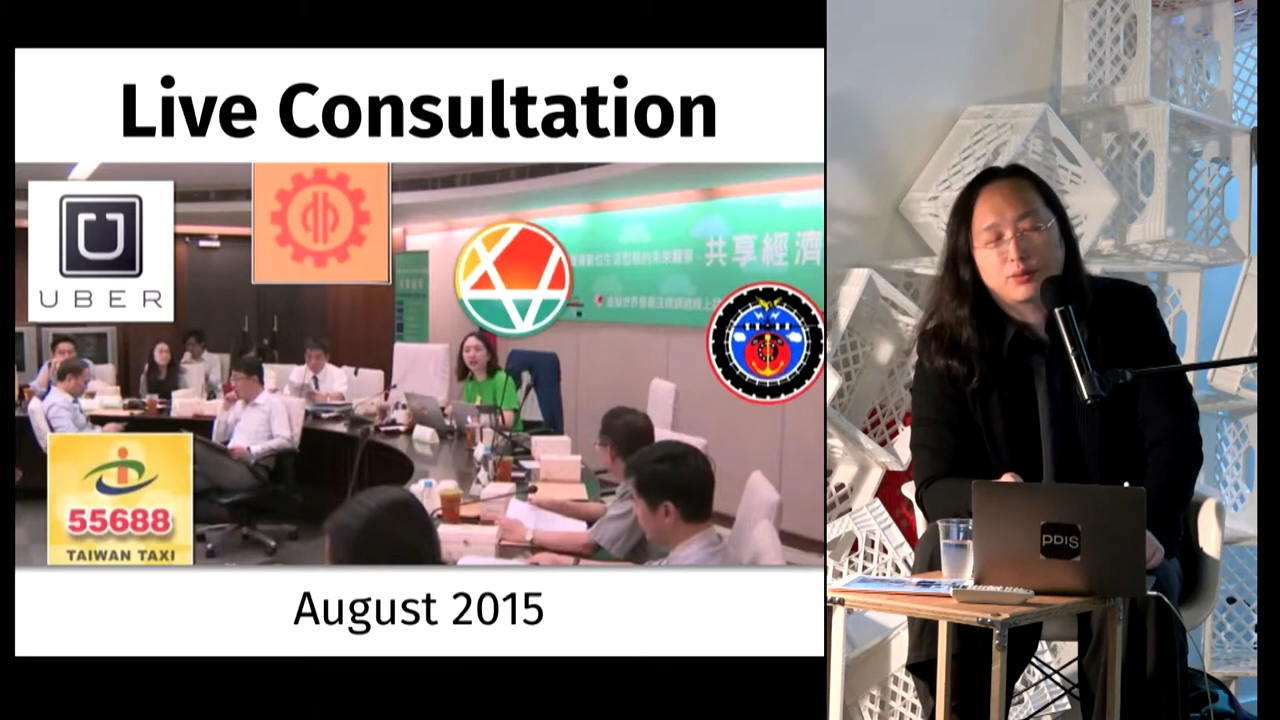 Live Consultation
UBER
共享經濟
55688
TAIWAN TAXI
PDIS
August 2015